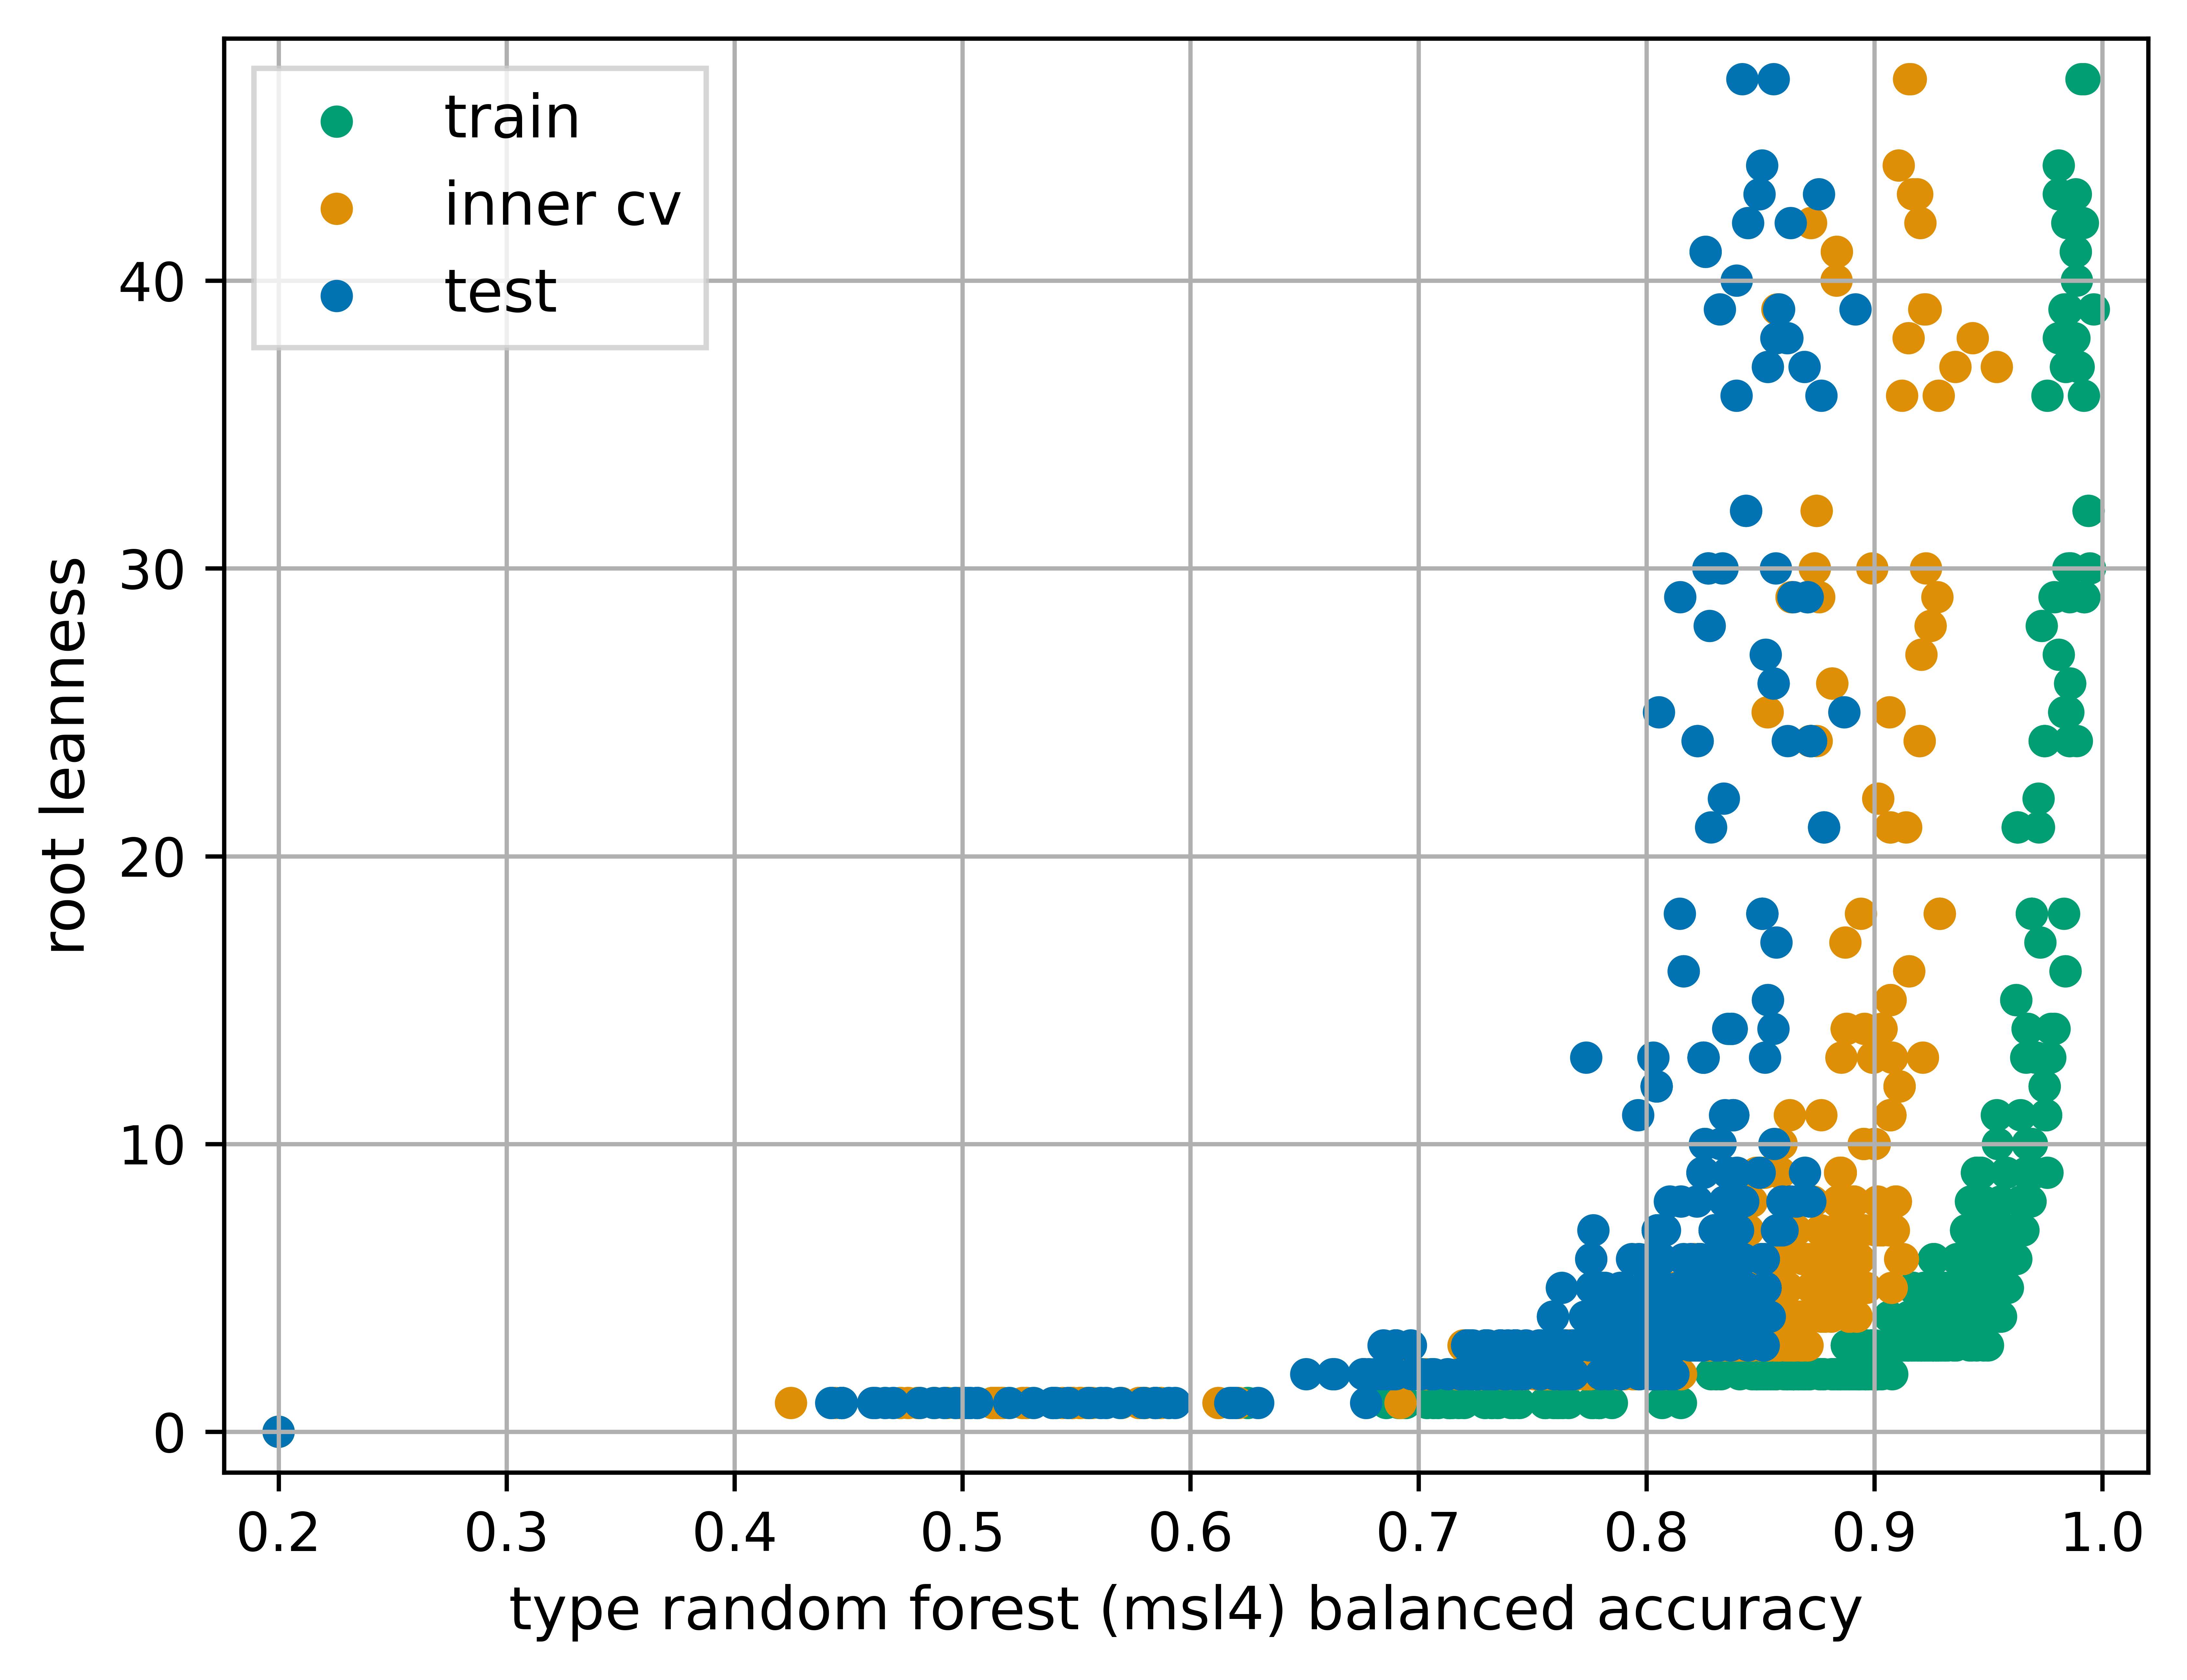 train
inner cv
test
40
30
20
10
0
root leanness
0.2 0.3 0.4 0.5 0.6 0.7 0.8 0.9 1.0
type random forest (msl4) balanced accuracy